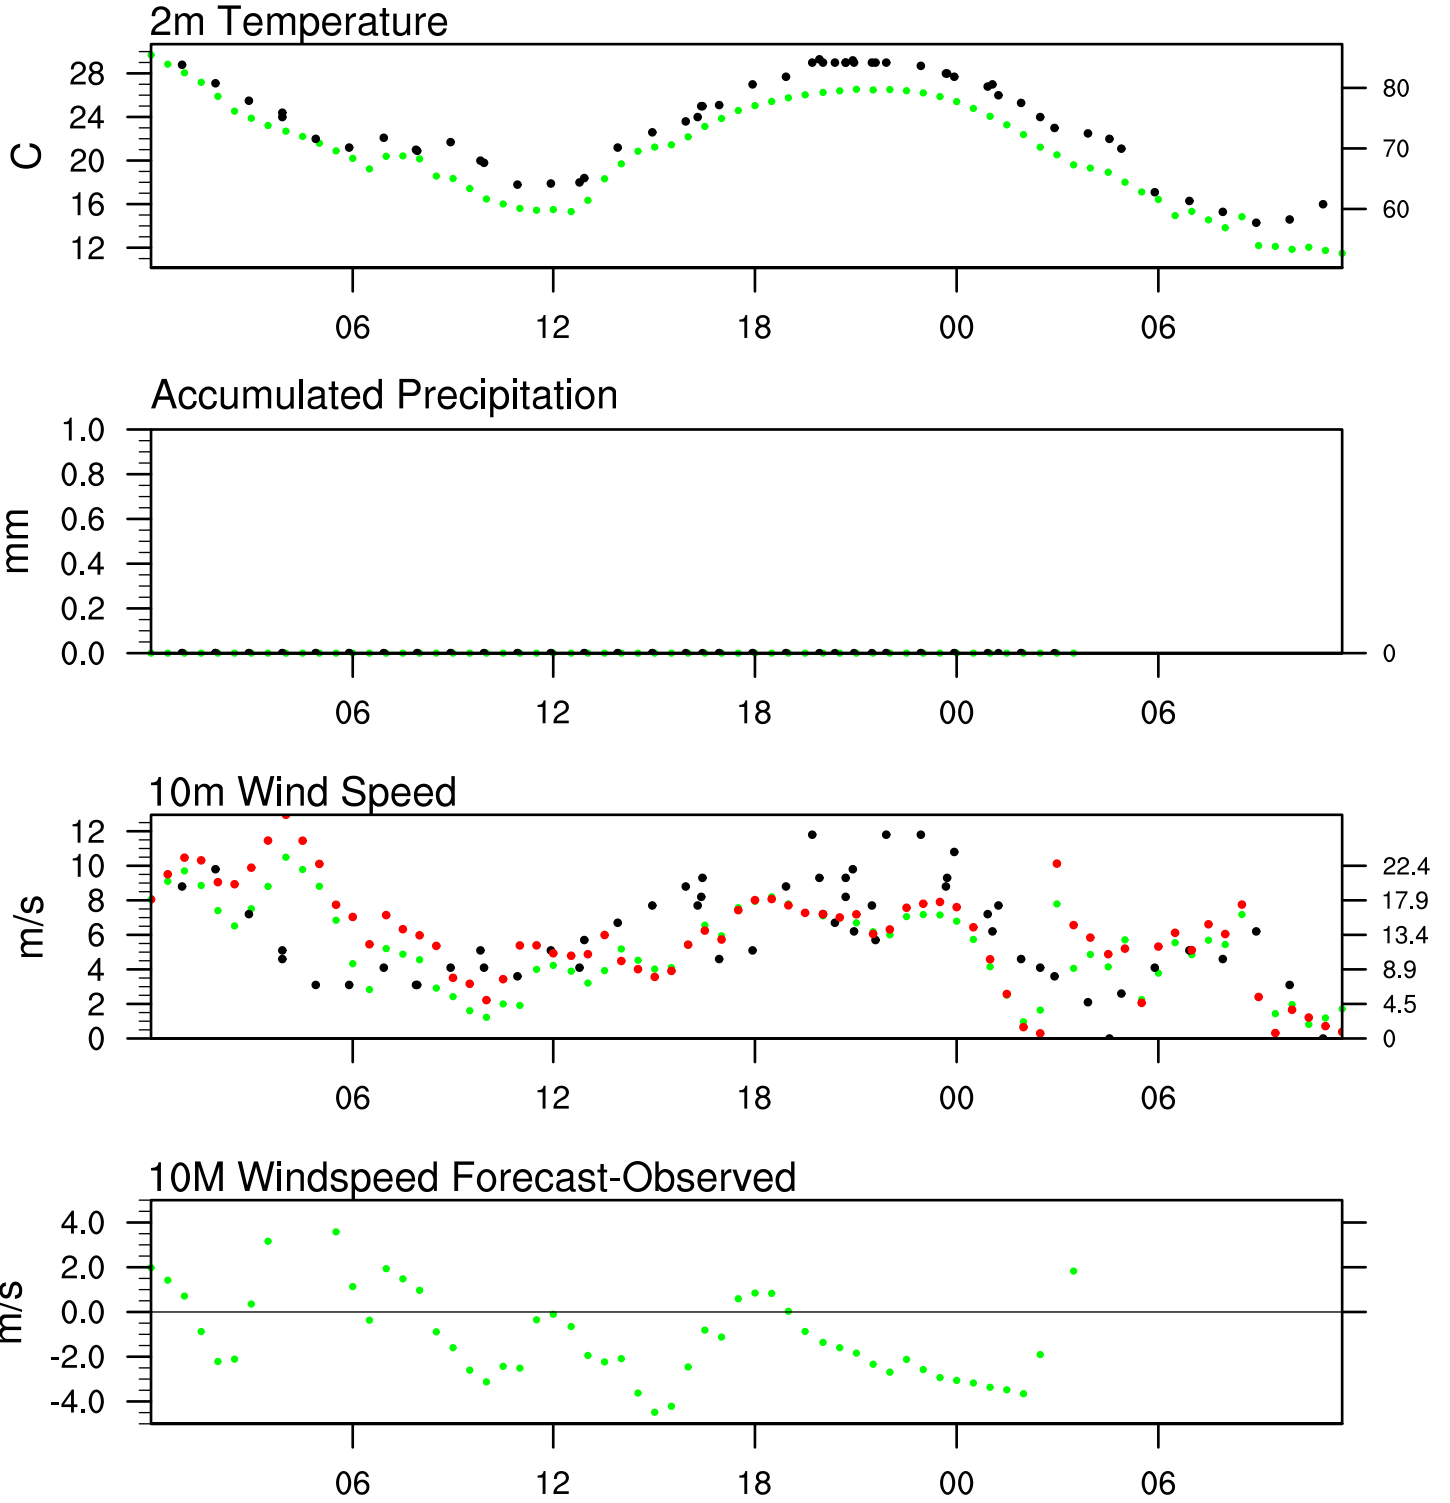 2m Temperature
28
24
20
16
12
C
80
70
60
06 12 18 00 06
Accumulated Precipitation
1.0
0.8
0.6
0.4
0.2
0.0
mm
0
06 12 18 00 06
10m Wind Speed
12
10
8
6
4
2
0
m/s
22.4
17.9
13.4
8.9
4.5
0
06 12 18 00 06
10M Windspeed Forecast-Observed
4.0
2.0
0.0
-2.0
-4.0
m/s
06 12 18 00 06